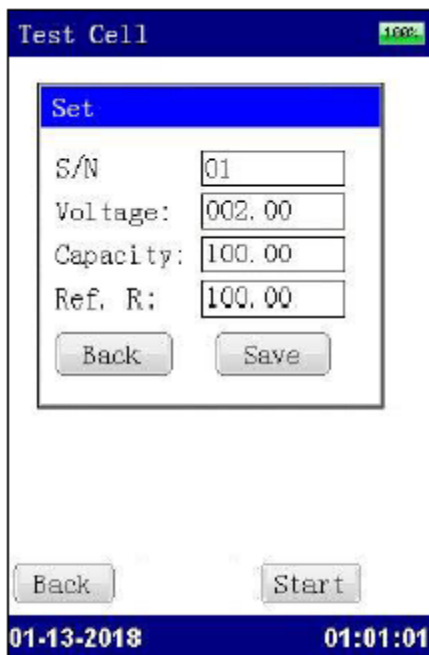 Test Cell 100%
Set
S/N 01
Voltage: 002.00
Capacity: 100.00
Ref. R: 100.00
Back Save
Back Start
01-13-2018 01:01:01